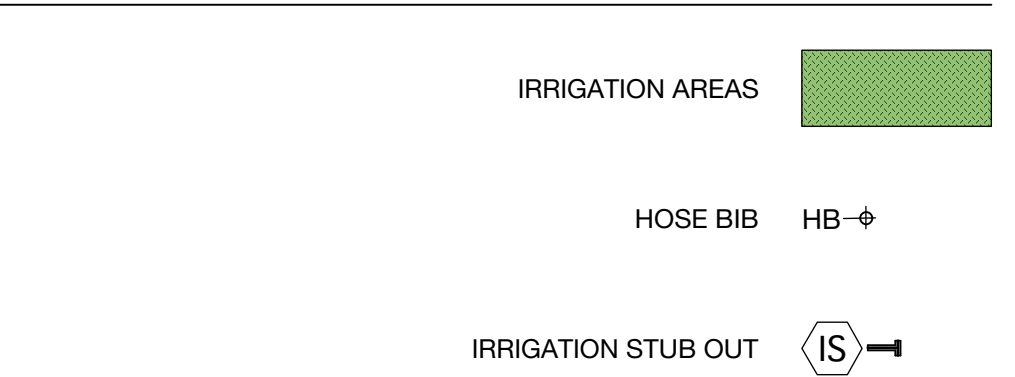 IRRIGATION AREAS
HOSE BIB HB
IRRIGATION STUB OUT IS